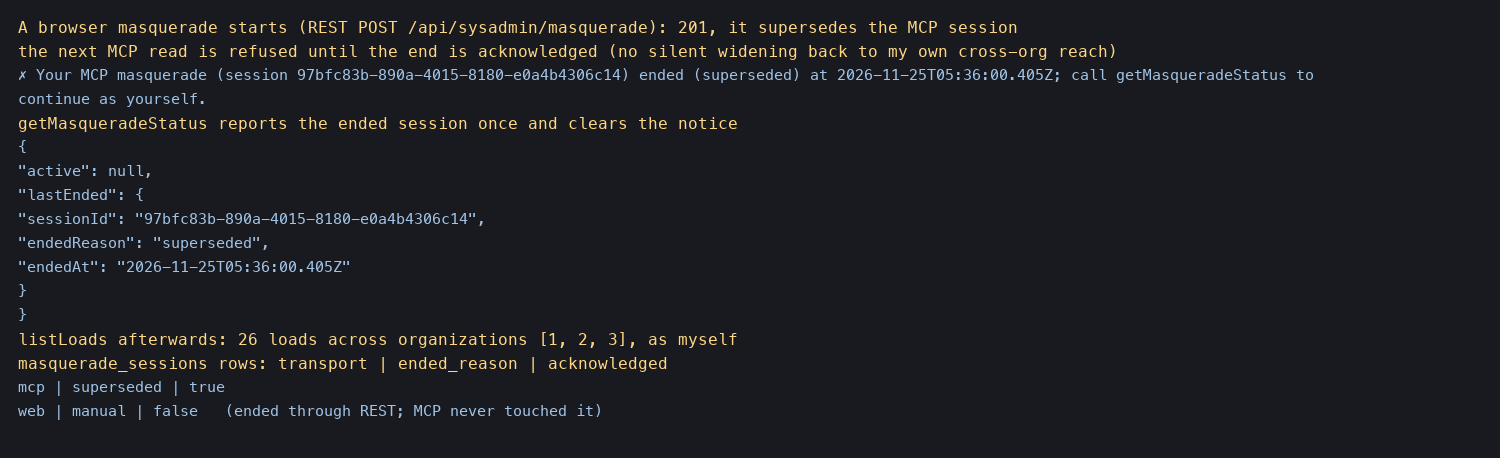 A browser masquerade starts (REST POST /api/sysadmin/masquerade): 201, it supersedes the MCP session
the next MCP read is refused until the end is acknowledged (no silent widening back to my own cross-org reach)
✗ Your MCP masquerade (session 97bfc83b-890a-4015-8180-e0a4b4306c14) ended (superseded) at 2026-11-25T05:36:00.405Z; call getMasqueradeStatus to
continue as yourself.
getMasqueradeStatus reports the ended session once and clears the notice
{
"active": null,
"lastEnded": {
"sessionId": "97bfc83b-890a-4015-8180-e0a4b4306c14",
"endedReason": "superseded",
"endedAt": "2026-11-25T05:36:00.405Z"
}
}
listLoads afterwards: 26 loads across organizations [1, 2, 3], as myself
masquerade_sessions rows: transport | ended_reason | acknowledged
mcp | superseded | true
web | manual | false   (ended through REST; MCP never touched it)